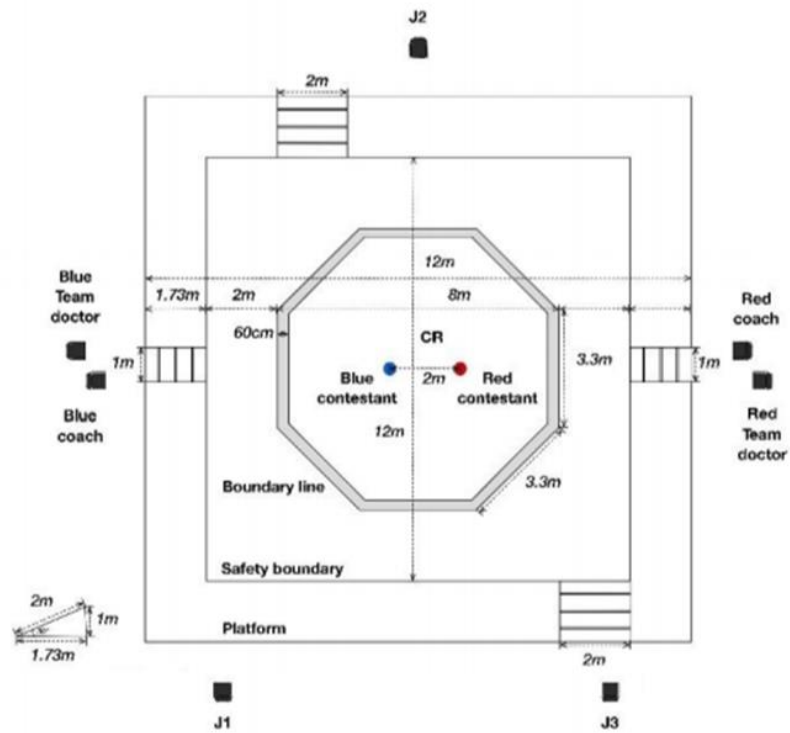 J2
2m
12m
1.73m
2m
8m
Blue
Team
doctor
Red
coach
60cm
CR
3.3m
1m
1m
Blue
contestant
2m
Red
contestant
Blue
coach
Red
Team
doctor
12m
3.3m
Boundary line
Safety boundary
2m
1m
1.73m
Platform
2m
J1
J3